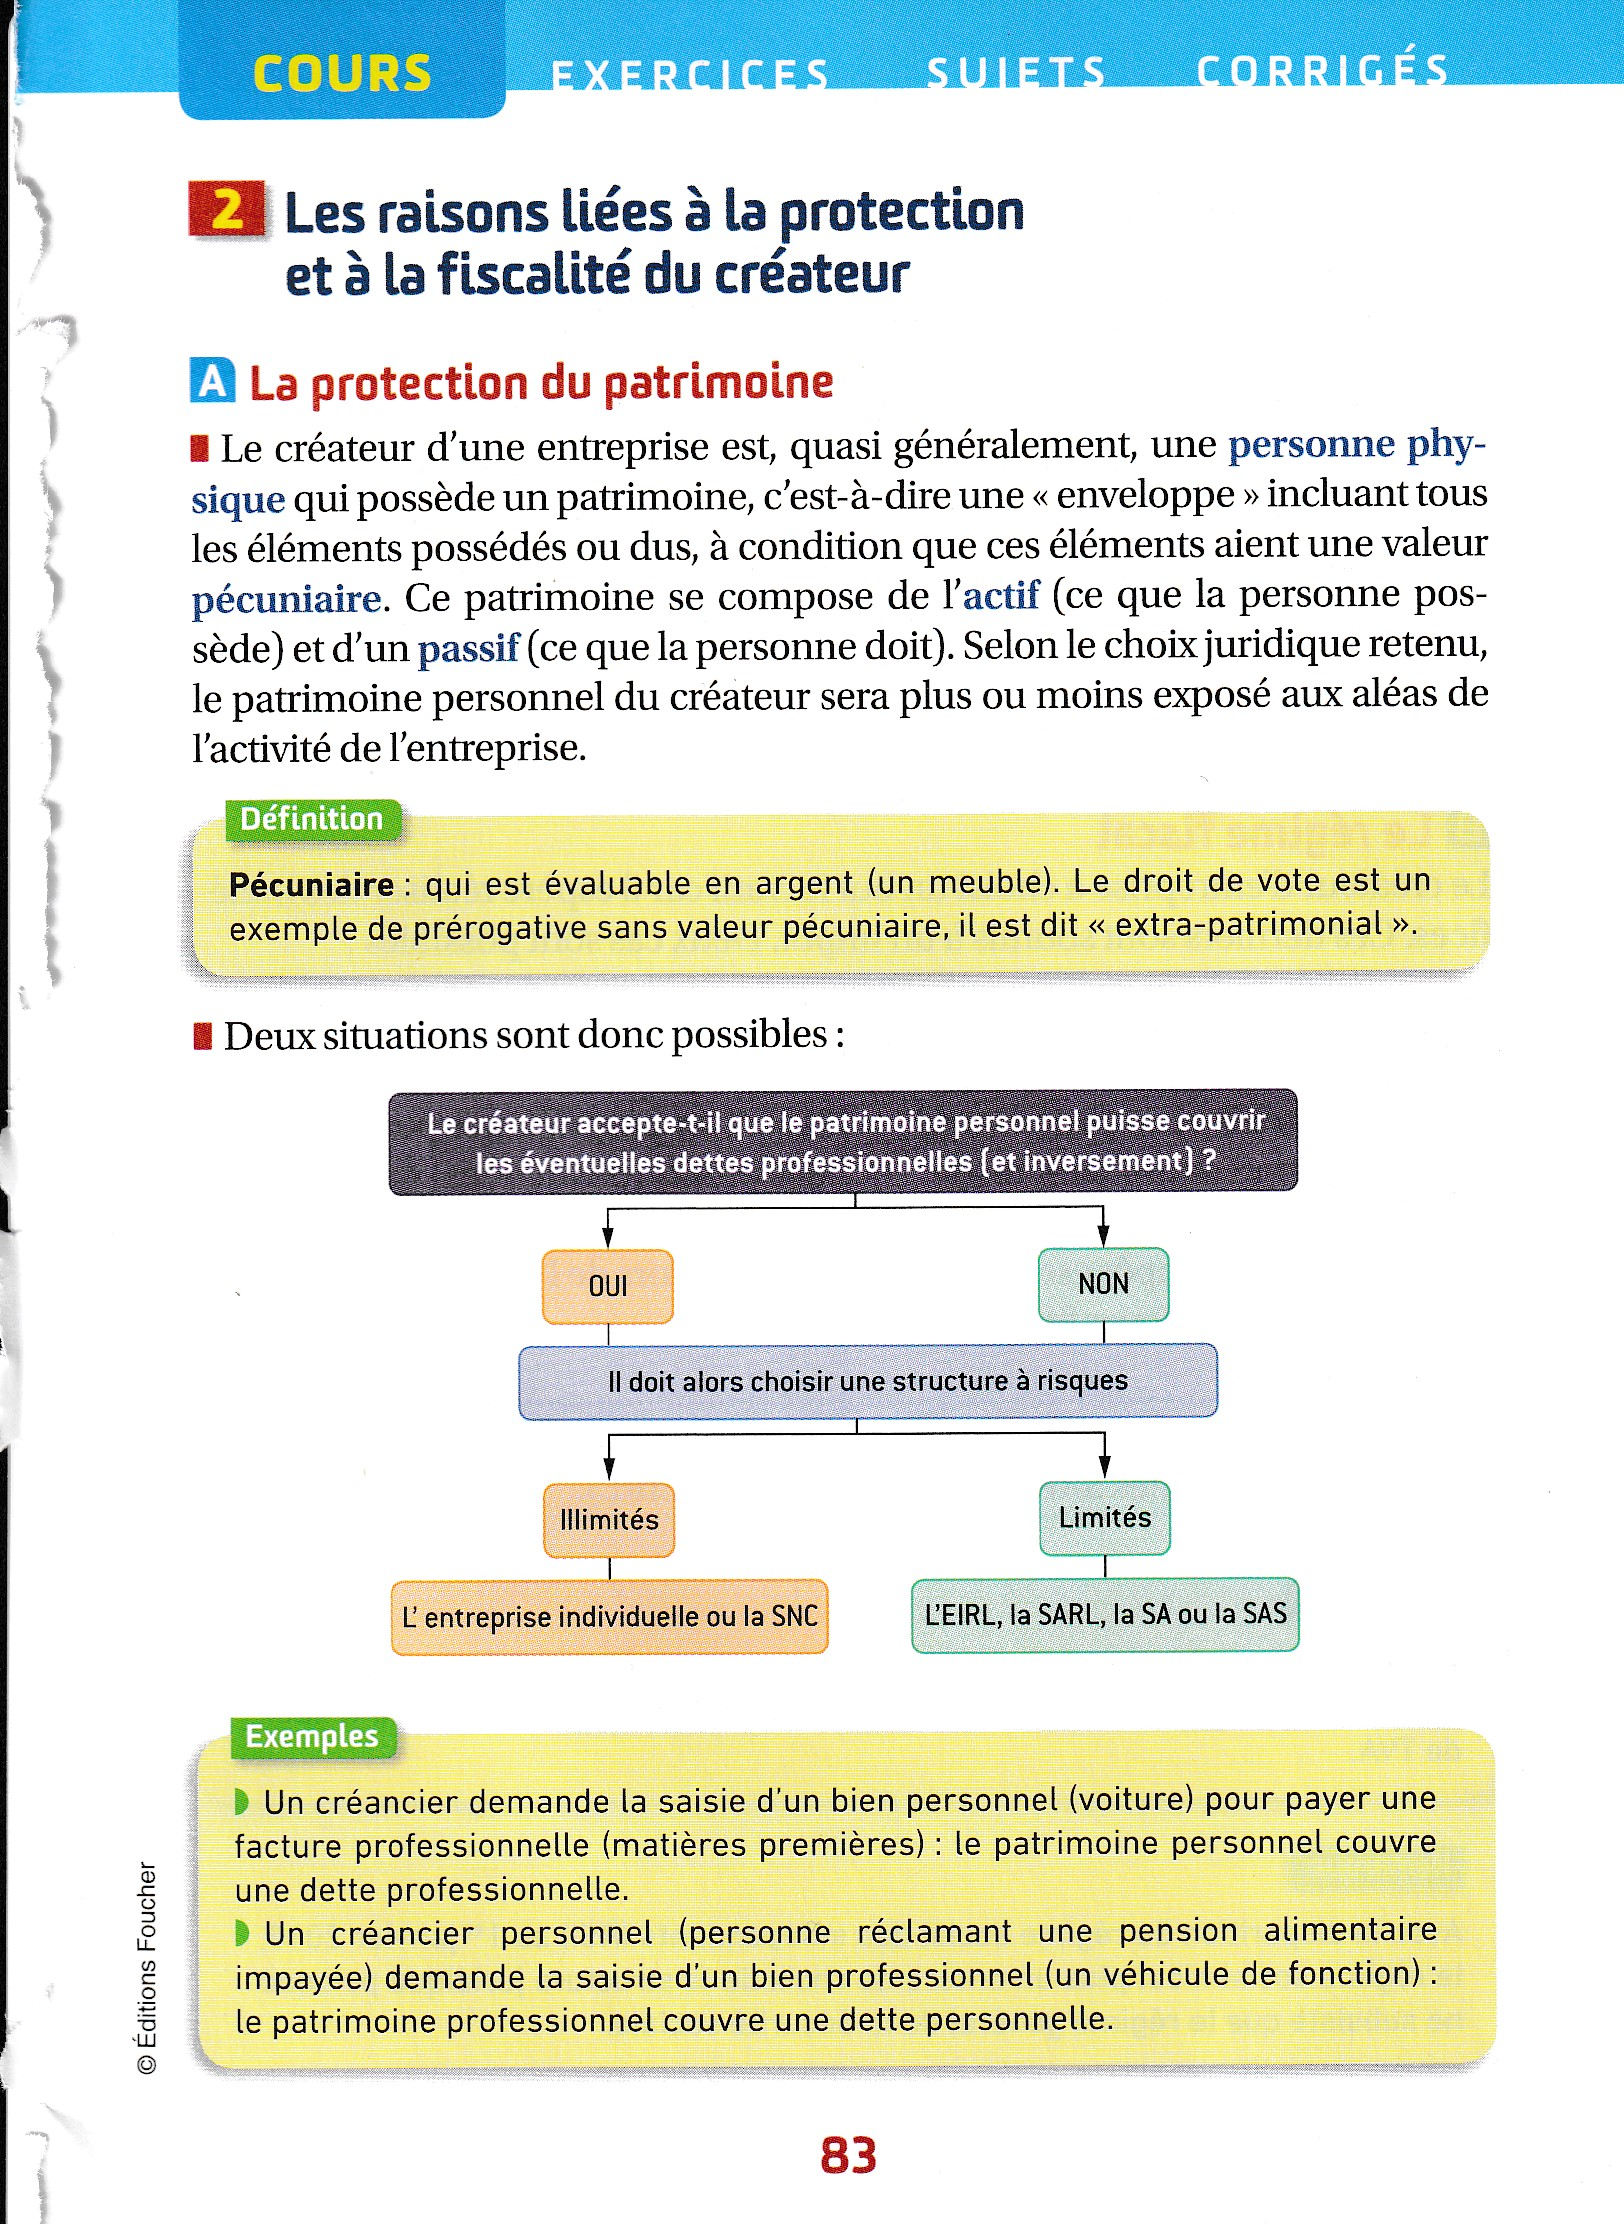 COURS EXERCICES SUJETS CORRIGÉS
2 Les raisons liées à la protection
et à la fiscalité du créateur
A La protection du patrimoine
Le créateur d'une entreprise est, quasi généralement, une personne phy-
sique qui possède un patrimoine, c'est-à-dire une « enveloppe » incluant tous
les éléments possédés ou dus, à condition que ces éléments aient une valeur
pécuniaire. Ce patrimoine se compose de l'actif (ce que la personne pos-
sède) et d'un passif (ce que la personne doit). Selon le choix juridique retenu,
le patrimoine personnel du créateur sera plus ou moins exposé aux aléas de
l'activité de l'entreprise.
Définition
Pécuniaire : qui est évaluable en argent (un meuble). Le droit de vote est un
exemple de prérogative sans valeur pécuniaire, il est dit « extra-patrimonial ».
Deux situations sont donc possibles :
Le créateur accepte-t-il que le patrimoine personnel puisse couvrir
les éventuelles dettes professionnelles (et inversement) ?
OUI
NON
Il doit alors choisir une structure à risques
Illimités
Limités
L' entreprise individuelle ou la SNC
L'EIRL, la SARL, la SA ou la SAS
Exemples
Un créancier demande la saisie d'un bien personnel (voiture) pour payer une
facture professionnelle (matières premières) : le patrimoine personnel couvre
une dette professionnelle.
Un créancier personnel (personne réclamant une pension alimentaire
impayée) demande la saisie d'un bien professionnel (un véhicule de fonction) :
le patrimoine professionnel couvre une dette personnelle.
© Éditions Foucher
83